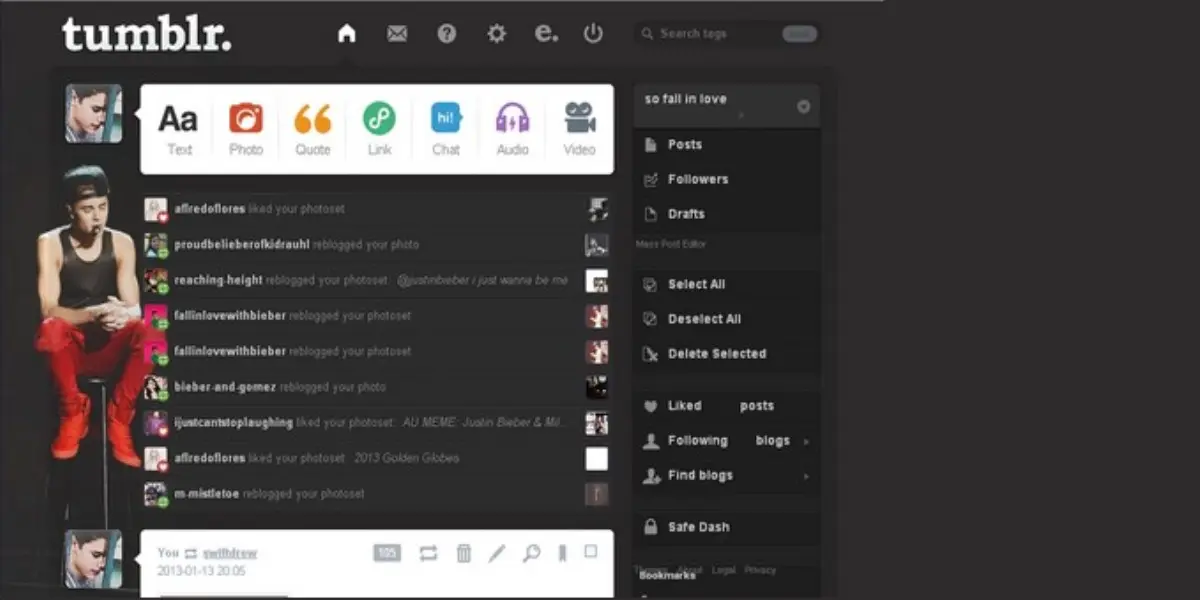 tumblr.
Search tags
so fall in love
Aa
hi!
Text
Photo
Quote
Link
Chat
Audio
Video
Posts
Followers
Drafts
Mass Post Editor
Select All
Deselect All
Delete Selected
Liked posts
Following blogs
Find blogs
Safe Dash
Themes About Legal Privacy
Bookmarks
alfredoflores liked your photoset
proudbelieberofkidrauhl reblogged your photo
reaching-height reblogged your photoset: @justinbieber i just wanna be me
fallinlovewithbieber reblogged your photoset
fallinlovewithbieber reblogged your photoset
bieber-and-gomez reblogged your photo
ijustcantstoplaughing liked your photoset: AU MEME: Justin Bieber & Mil...
alfredoflores liked your photoset: 2013 Golden Globes
m-mistletoe reblogged your photoset
You
105
2013-01-13 20:05